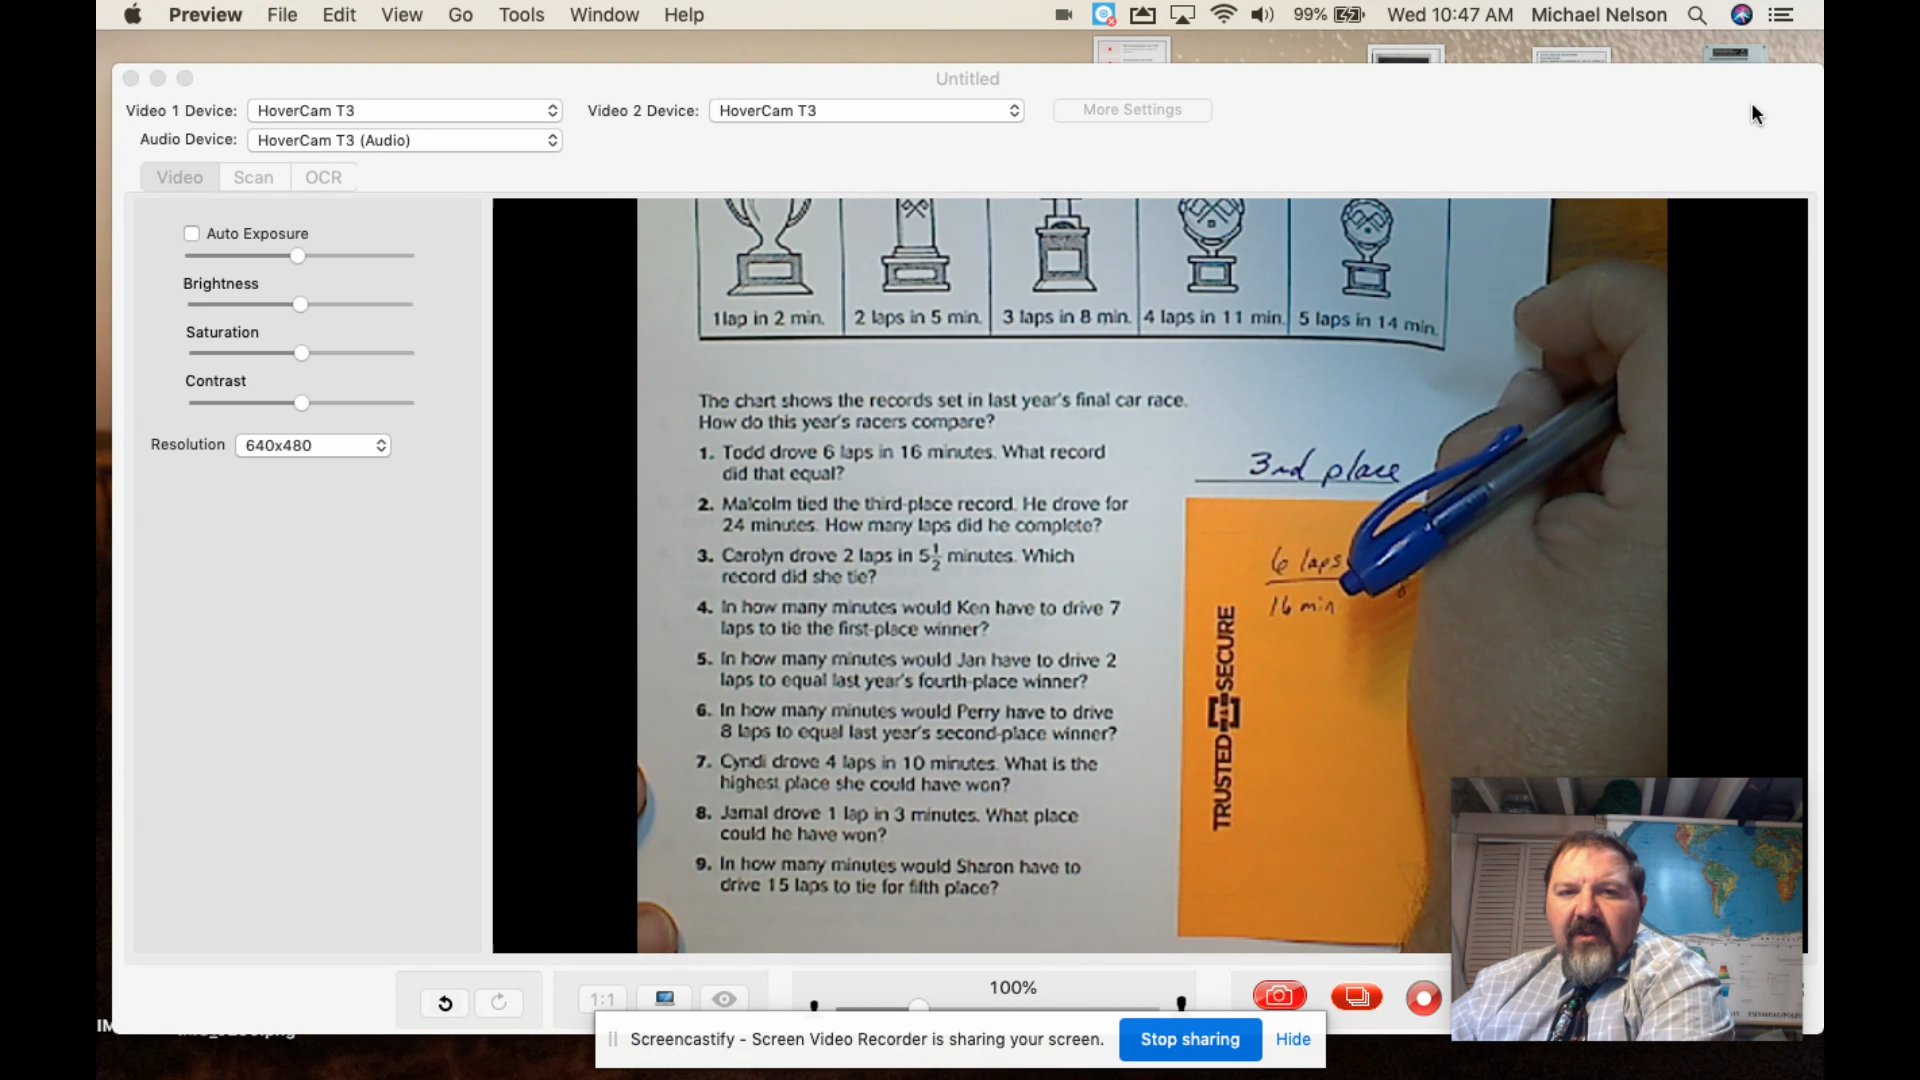 Preview File Edit View Go Tools Window Help
99% Wed 10:47 AM Michael Nelson
Untitled
Video 1 Device: HoverCam T3 Video 2 Device: HoverCam T3 More Settings
Audio Device: HoverCam T3 (Audio)
Video Scan OCR
Auto Exposure
Brightness
Saturation
Contrast
Resolution 640x480
1 lap in 2 min. 2 laps in 5 min. 3 laps in 8 min. 4 laps in 11 min. 5 laps in 14 min.
The chart shows the records set in last year's final car race.
How do this year's racers compare?
1. Todd drove 6 laps in 16 minutes. What record
did that equal?
3rd place
2. Malcolm tied the third-place record. He drove for
24 minutes. How many laps did he complete?
3. Carolyn drove 2 laps in 5 1/2 minutes. Which
record did she tie?
4. In how many minutes would Ken have to drive 7
laps to tie the first-place winner?
5. In how many minutes would Jan have to drive 2
laps to equal last year's fourth-place winner?
6. In how many minutes would Perry have to drive
8 laps to equal last year's second-place winner?
7. Cyndi drove 4 laps in 10 minutes. What is the
highest place she could have won?
8. Jamal drove 1 lap in 3 minutes. What place
could he have won?
9. In how many minutes would Sharon have to
drive 15 laps to tie for fifth place?
6 laps
16 min
TRUSTED SECURE
1:1
100%
Screencastify - Screen Video Recorder is sharing your screen. Stop sharing Hide